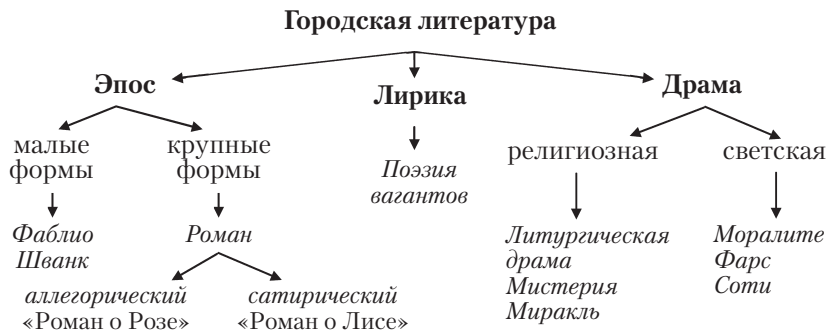 Городская литература
Эпос
Лирика
Драма
малые
формы
крупные
формы
Поэзия
вагантов
религиозная
светская
Фаблио
Шванк
Роман
Литургическая
драма
Мистерия
Миракль
Моралите
Фарс
Соти
аллегорический
«Роман о Розе»
сатирический
«Роман о Лисе»